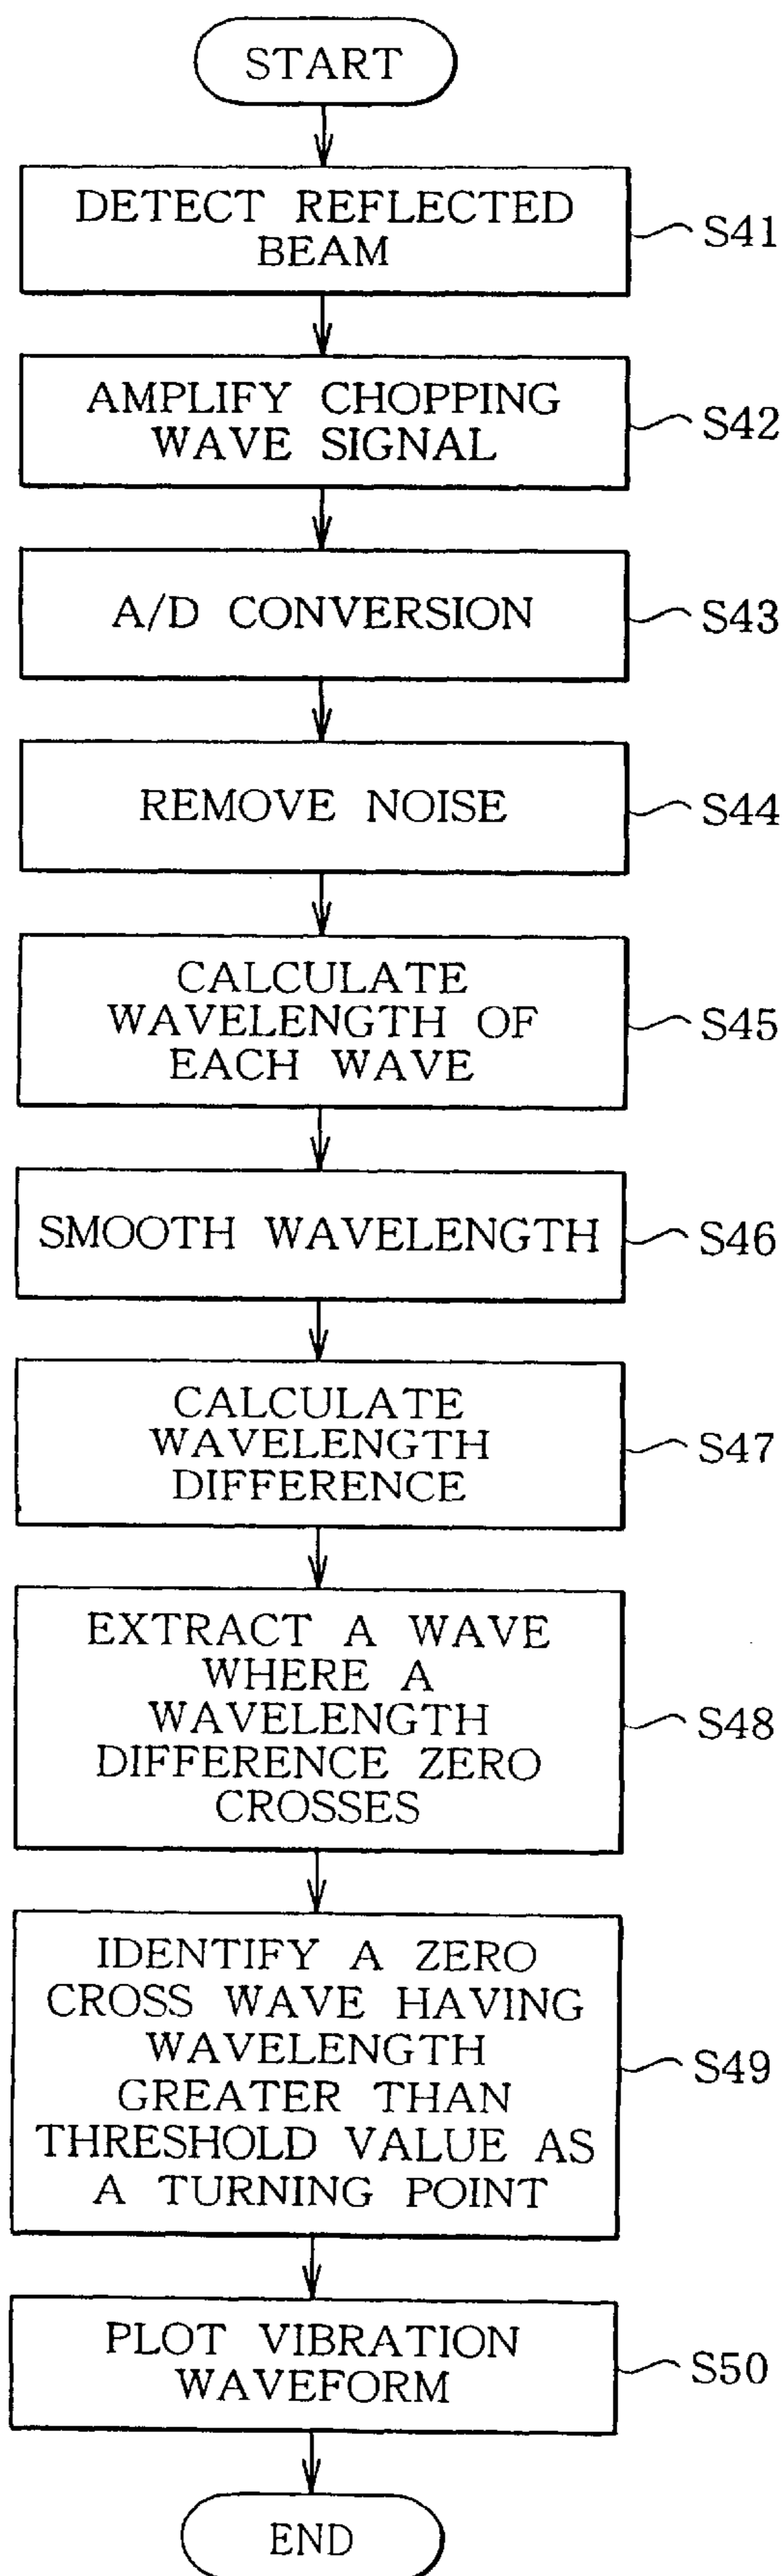 START
DETECT REFLECTED
BEAM
S41
AMPLIFY CHOPPING
WAVE SIGNAL
S42
A/D CONVERSION
S43
REMOVE NOISE
S44
CALCULATE
WAVELENGTH OF
EACH WAVE
S45
SMOOTH WAVELENGTH
S46
CALCULATE
WAVELENGTH
DIFFERENCE
S47
EXTRACT A WAVE
WHERE A
WAVELENGTH
DIFFERENCE ZERO
CROSSES
S48
IDENTIFY A ZERO
CROSS WAVE HAVING
WAVELENGTH
GREATER THAN
THRESHOLD VALUE AS
A TURNING POINT
S49
PLOT VIBRATION
WAVEFORM
S50
END